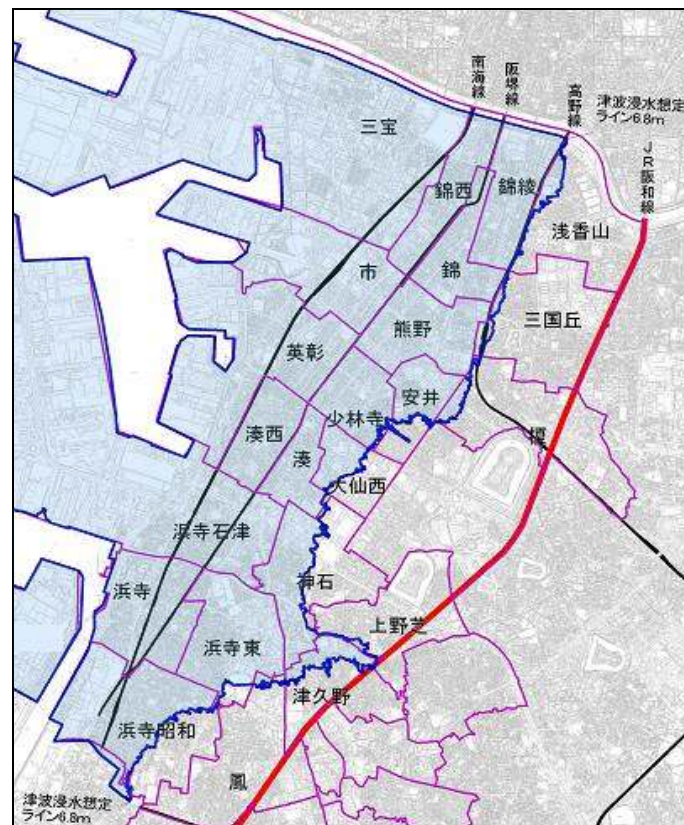 南海線
阪堺線
高野線
津波浸水想定
ライン6.8m
JR阪和線
三宝
錦西
錦綾
浅香山
市
錦
三国丘
熊野
英彰
安井
湊西
少林寺
榎
湊
大仙西
浜寺石津
神石
浜寺
上野芝
浜寺東
津久野
浜寺昭和
鳳
津波浸水想定
ライン6.8m